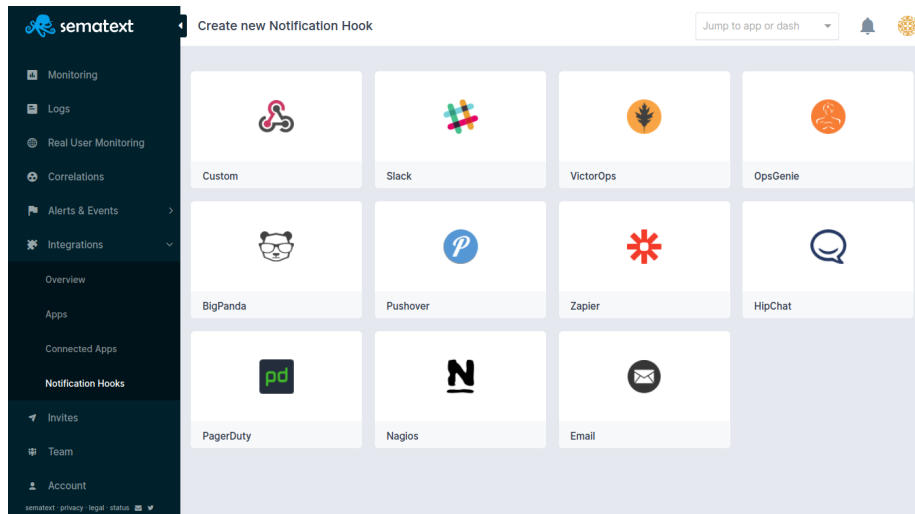 sematext
Create new Notification Hook
Jump to app or dash
Monitoring
Logs
Real User Monitoring
Correlations
Alerts & Events
Integrations
Overview
Apps
Connected Apps
Notification Hooks
Invites
Team
Account
sematext · privacy · legal · status
Custom
Slack
VictorOps
OpsGenie
BigPanda
P
Pushover
Zapier
HipChat
pd
PagerDuty
N
Nagios
Email